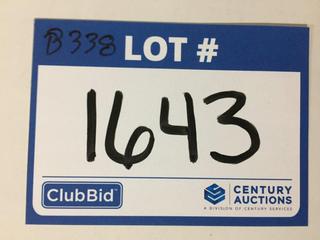 B338 LOT #
1643
ClubBid
CENTURY
AUCTIONS
A DIVISION OF CENTURY SERVICES